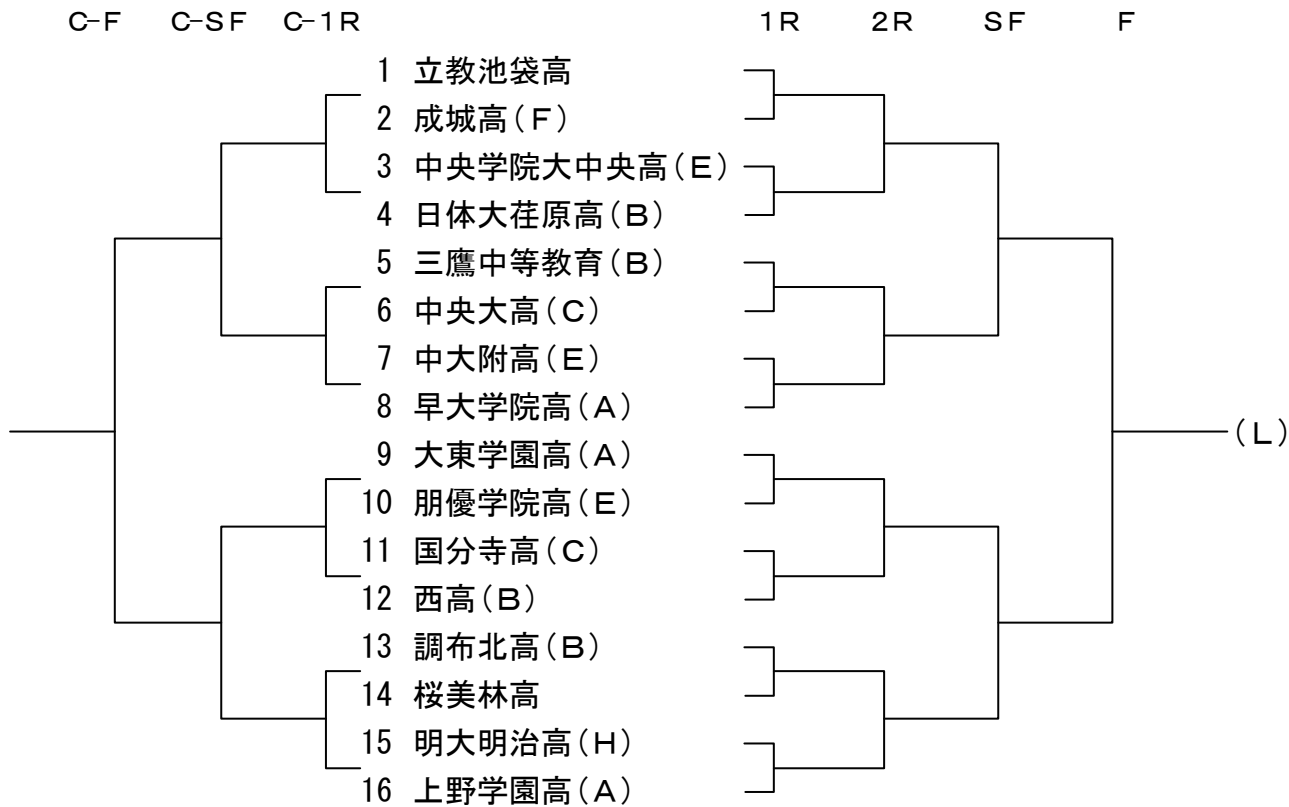 C-F C-SF C-1R 1R 2R SF F
1 立教池袋高
2 成城高(F)
3 中央学院大中央高(E)
4 日体大荏原高(B)
5 三鷹中等教育(B)
6 中央大高(C)
7 中大附高(E)
8 早大学院高(A)
(L)
9 大東学園高(A)
10 朋優学院高(E)
11 国分寺高(C)
12 西高(B)
13 調布北高(B)
14 桜美林高
15 明大明治高(H)
16 上野学園高(A)